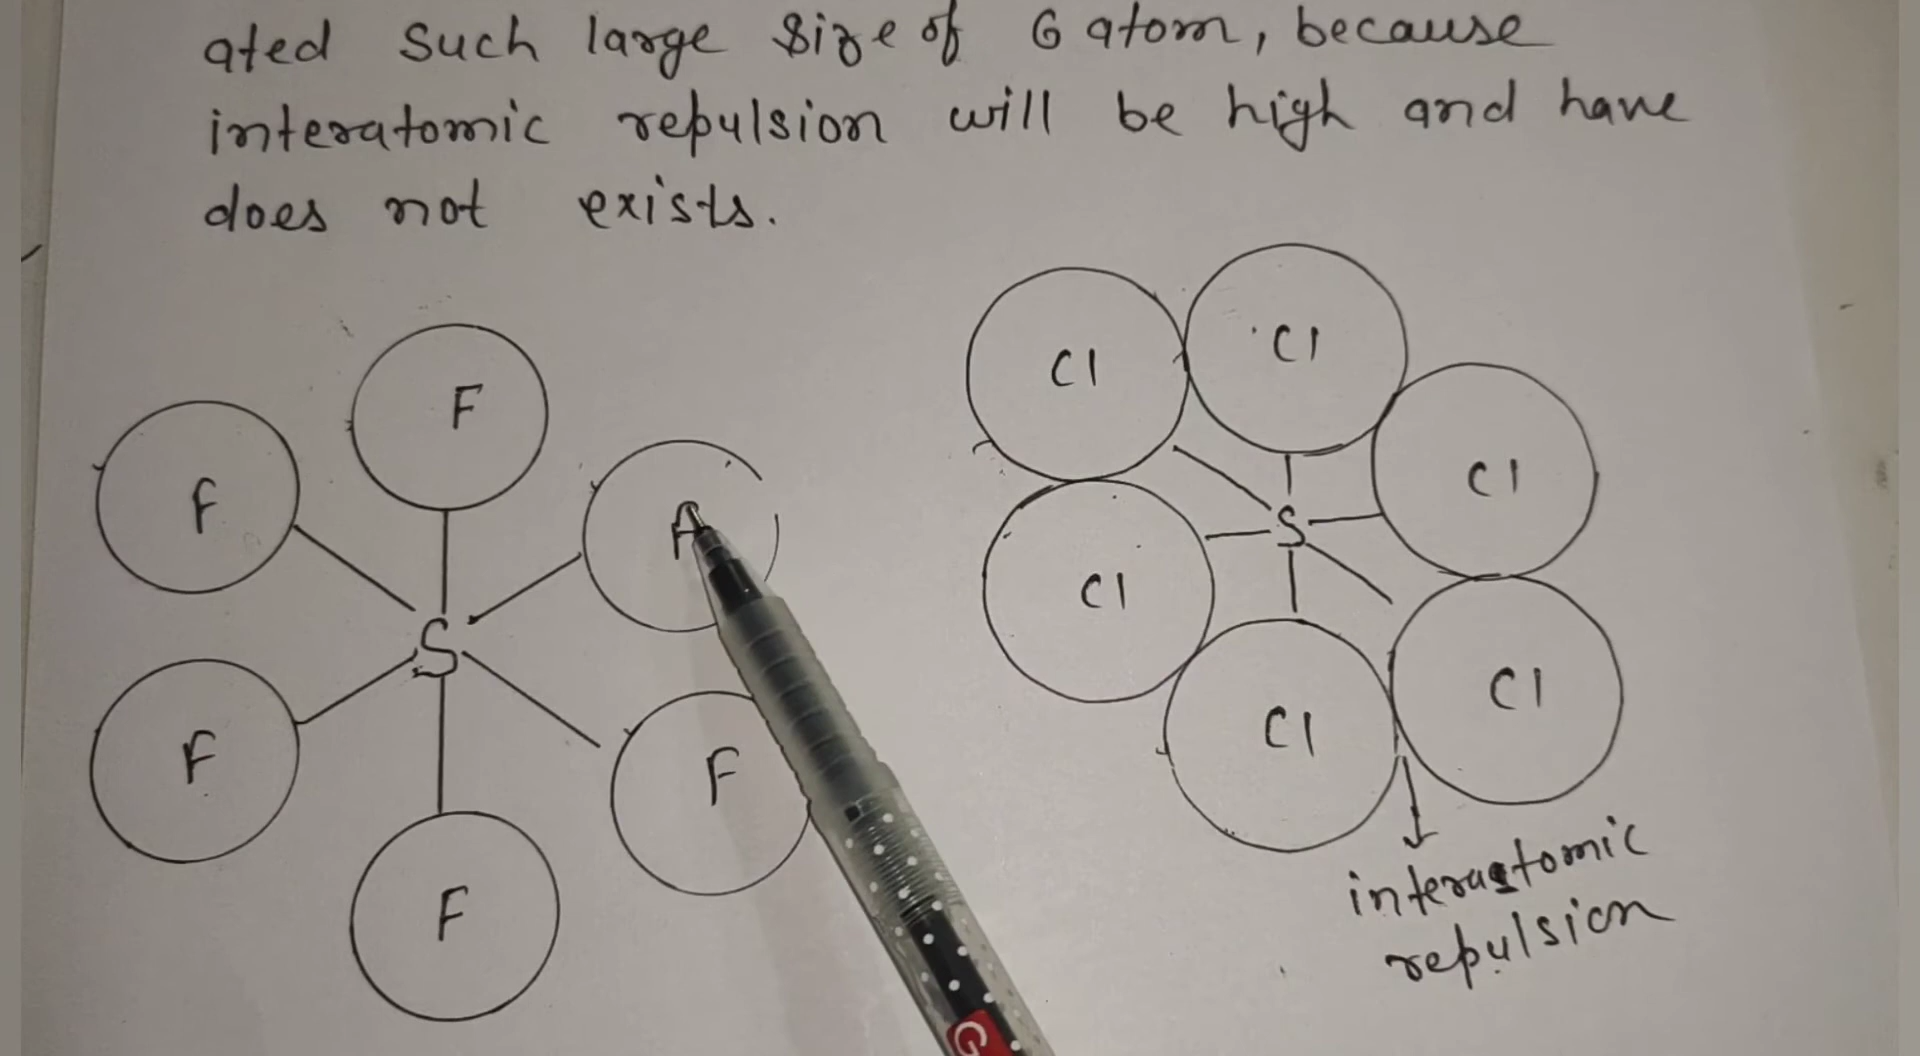 ated such large size of 6 atom, because
interatomic repulsion will be high and have
does not exists.
F
F
F
S
F
F
F
Cl
Cl
Cl
S
Cl
Cl
Cl
interatomic
repulsion
G